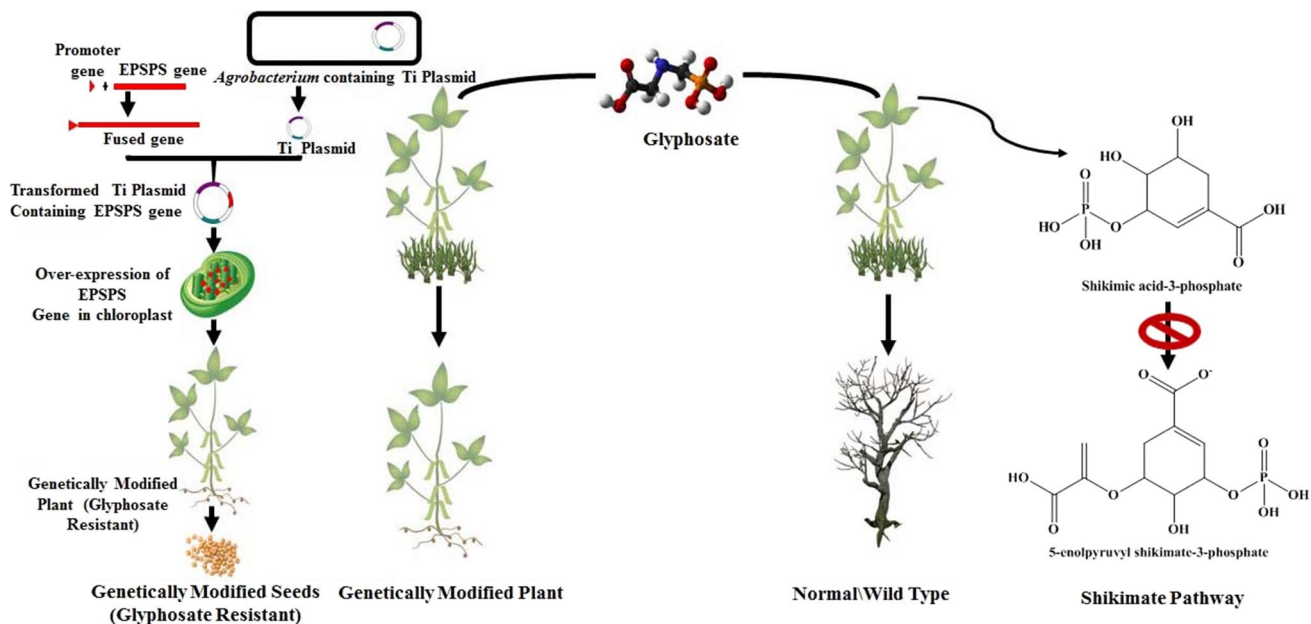 Promoter
gene
+
EPSPS gene
Fused gene
Agrobacterium containing Ti Plasmid
Ti Plasmid
Transformed Ti Plasmid
Containing EPSPS gene
Over-expression of
EPSPS
Gene in chloroplast
Genetically Modified
Plant (Glyphosate
Resistant)
Genetically Modified Seeds
(Glyphosate Resistant)
Genetically Modified Plant
Glyphosate
Normal\Wild Type
OH
HO
O
P
HO
OH
O
O
OH
Shikimic acid-3-phosphate
O
O-
HO
O
O
OH
O
O
P
OH
OH
5-enolpyruvyl shikimate-3-phosphate
Shikimate Pathway